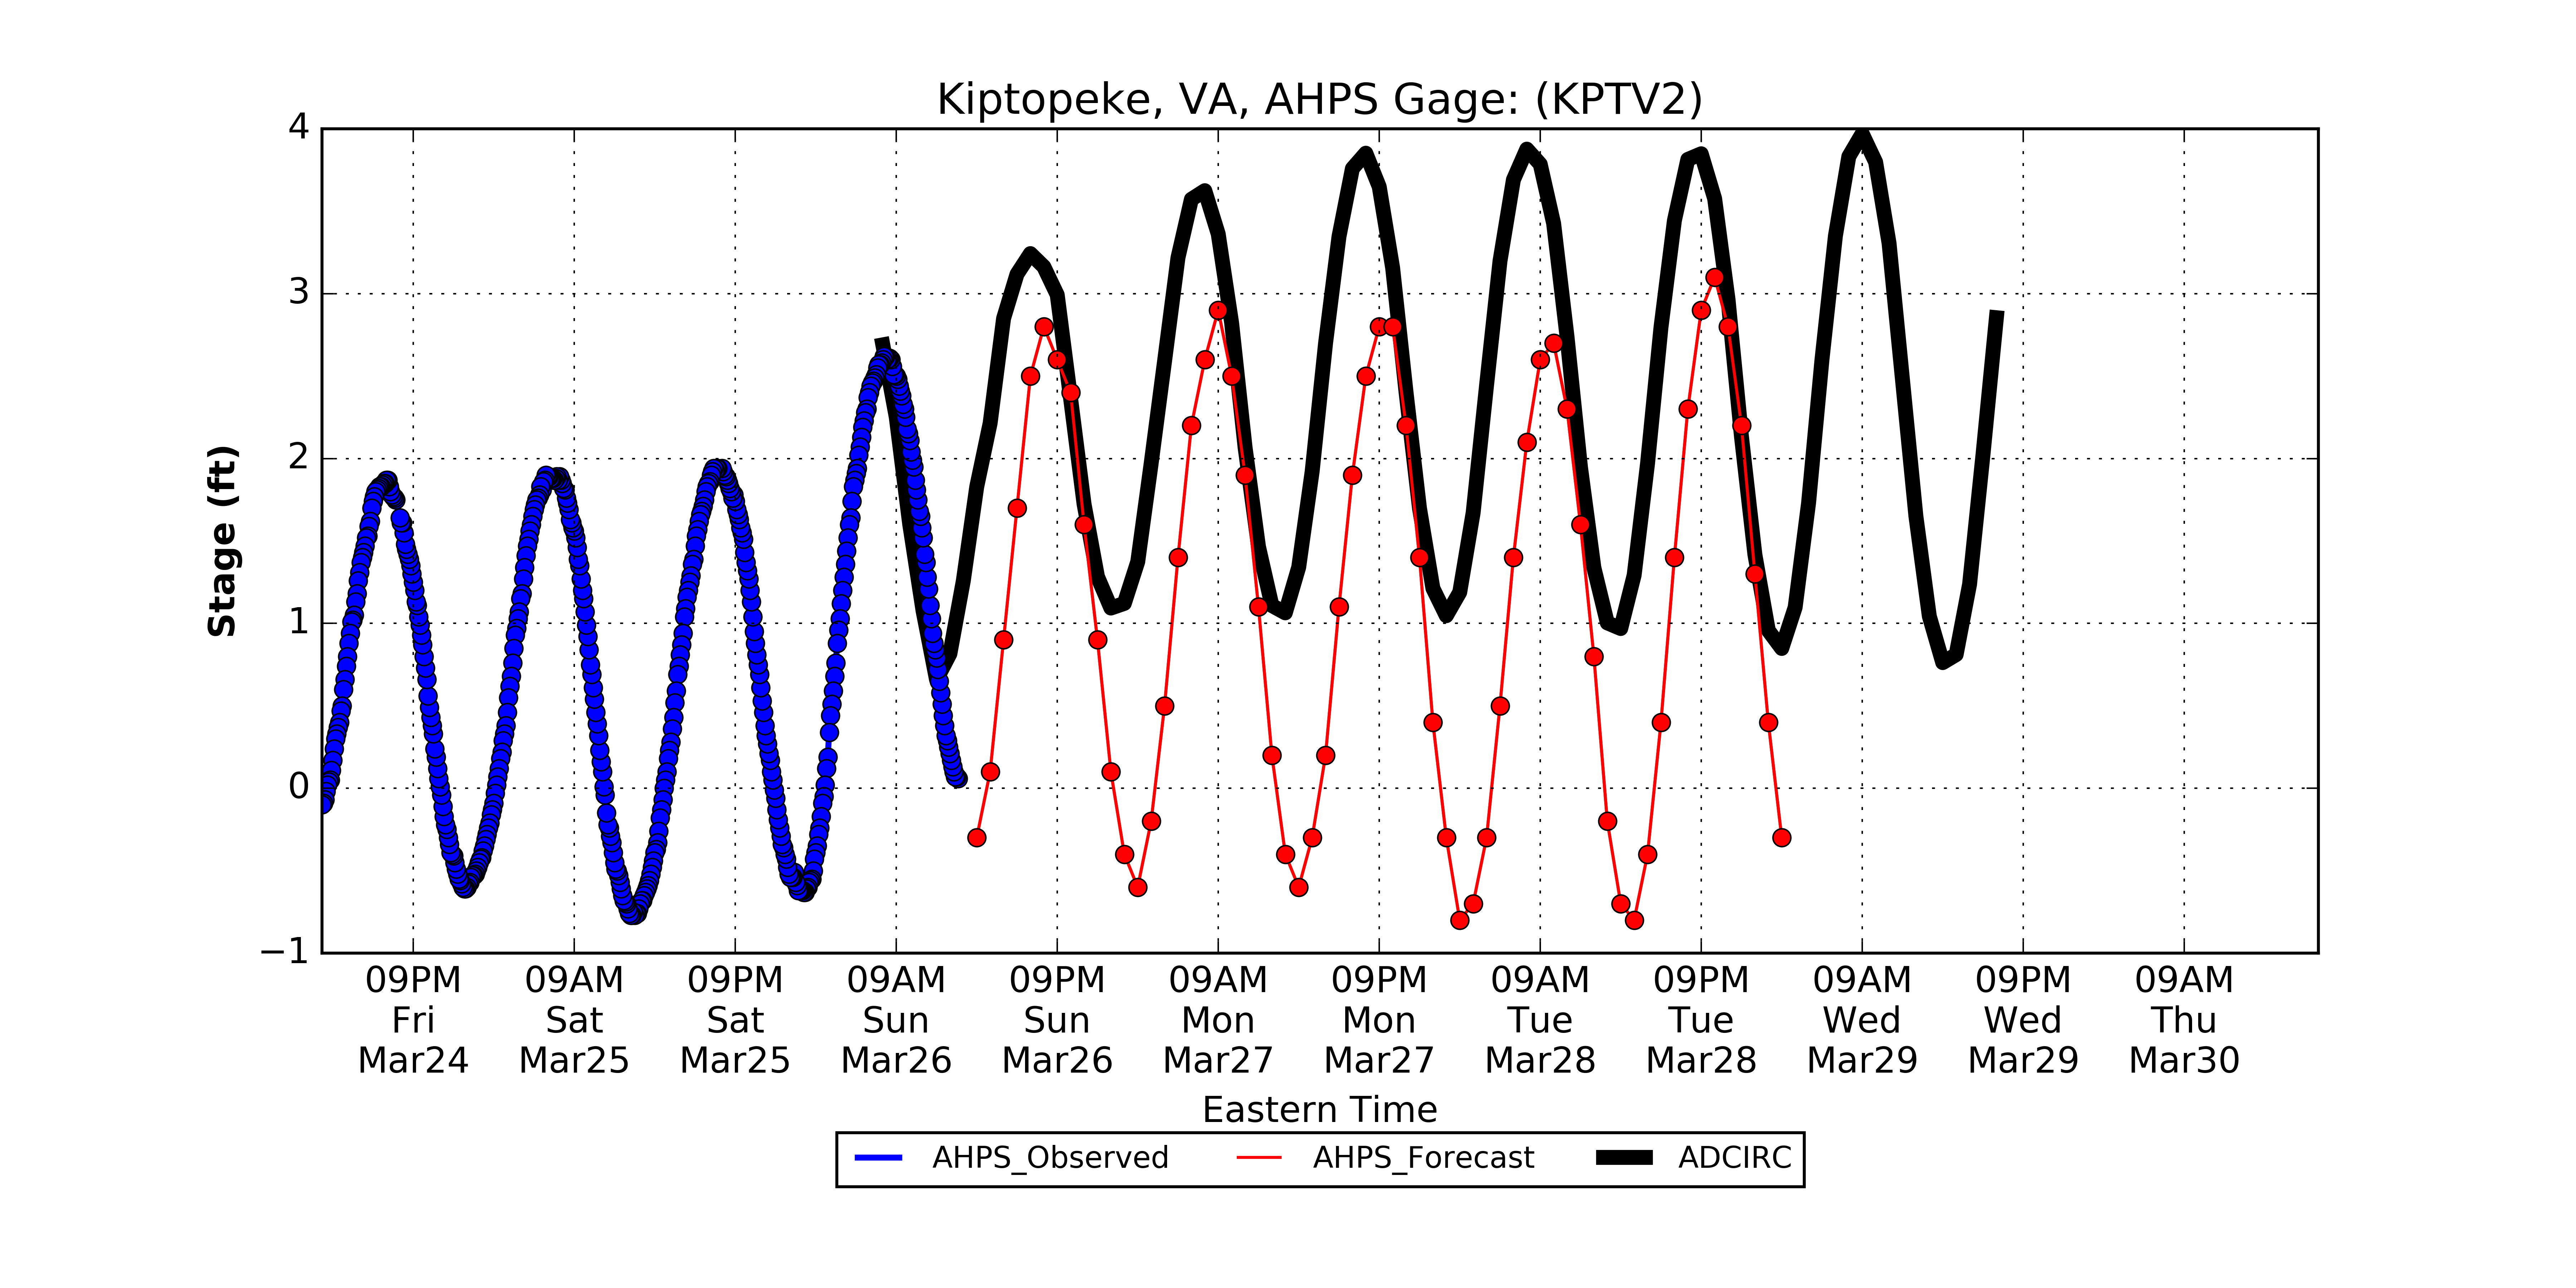 Kiptopeke, VA, AHPS Gage: (KPTV2)
4
3
2
1
0
−1
Stage (ft)
09PM 09AM 09PM 09AM 09PM 09AM 09PM 09AM 09PM 09AM 09PM 09AM
Fri Sat Sat Sun Sun Mon Mon Tue Tue Wed Wed Thu
Mar24 Mar25 Mar25 Mar26 Mar26 Mar27 Mar27 Mar28 Mar28 Mar29 Mar29 Mar30
Eastern Time
AHPS_Observed AHPS_Forecast ADCIRC